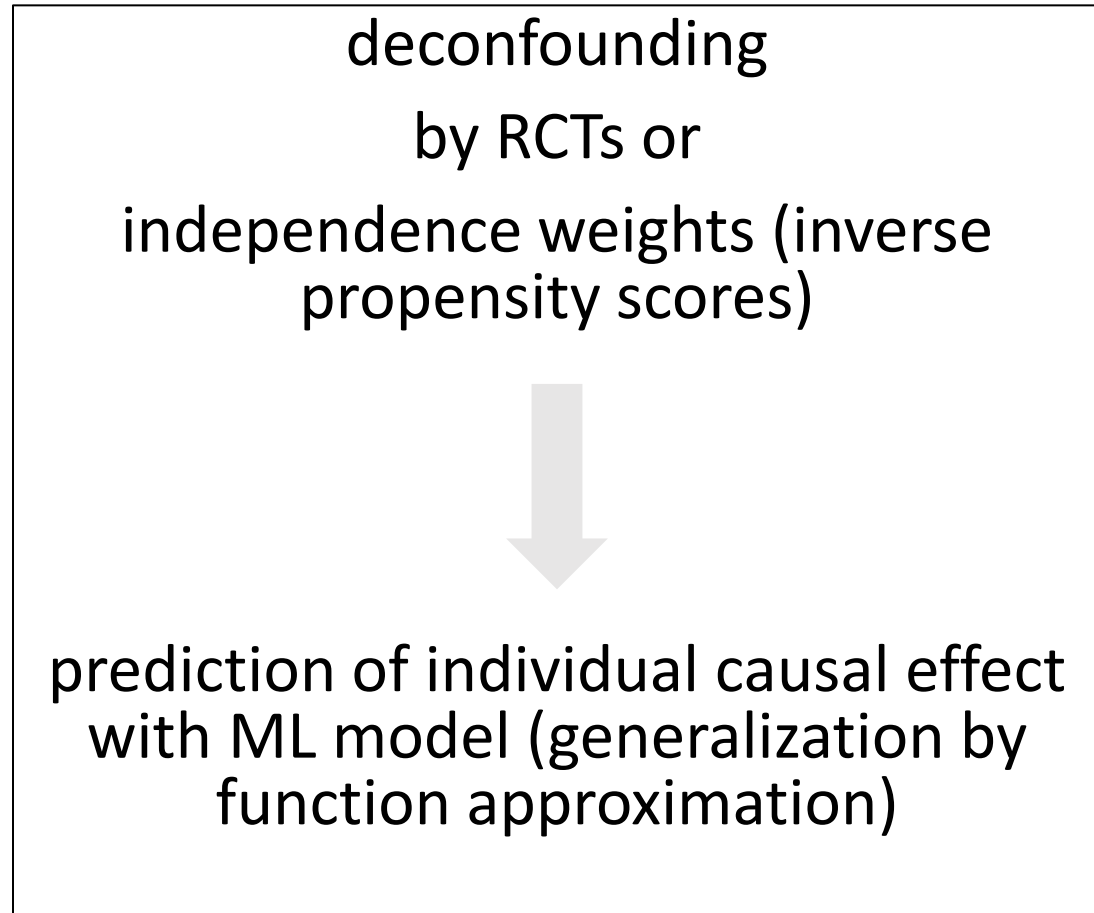 deconfounding
by RCTs or
independence weights (inverse
propensity scores)
prediction of individual causal effect
with ML model (generalization by
function approximation)